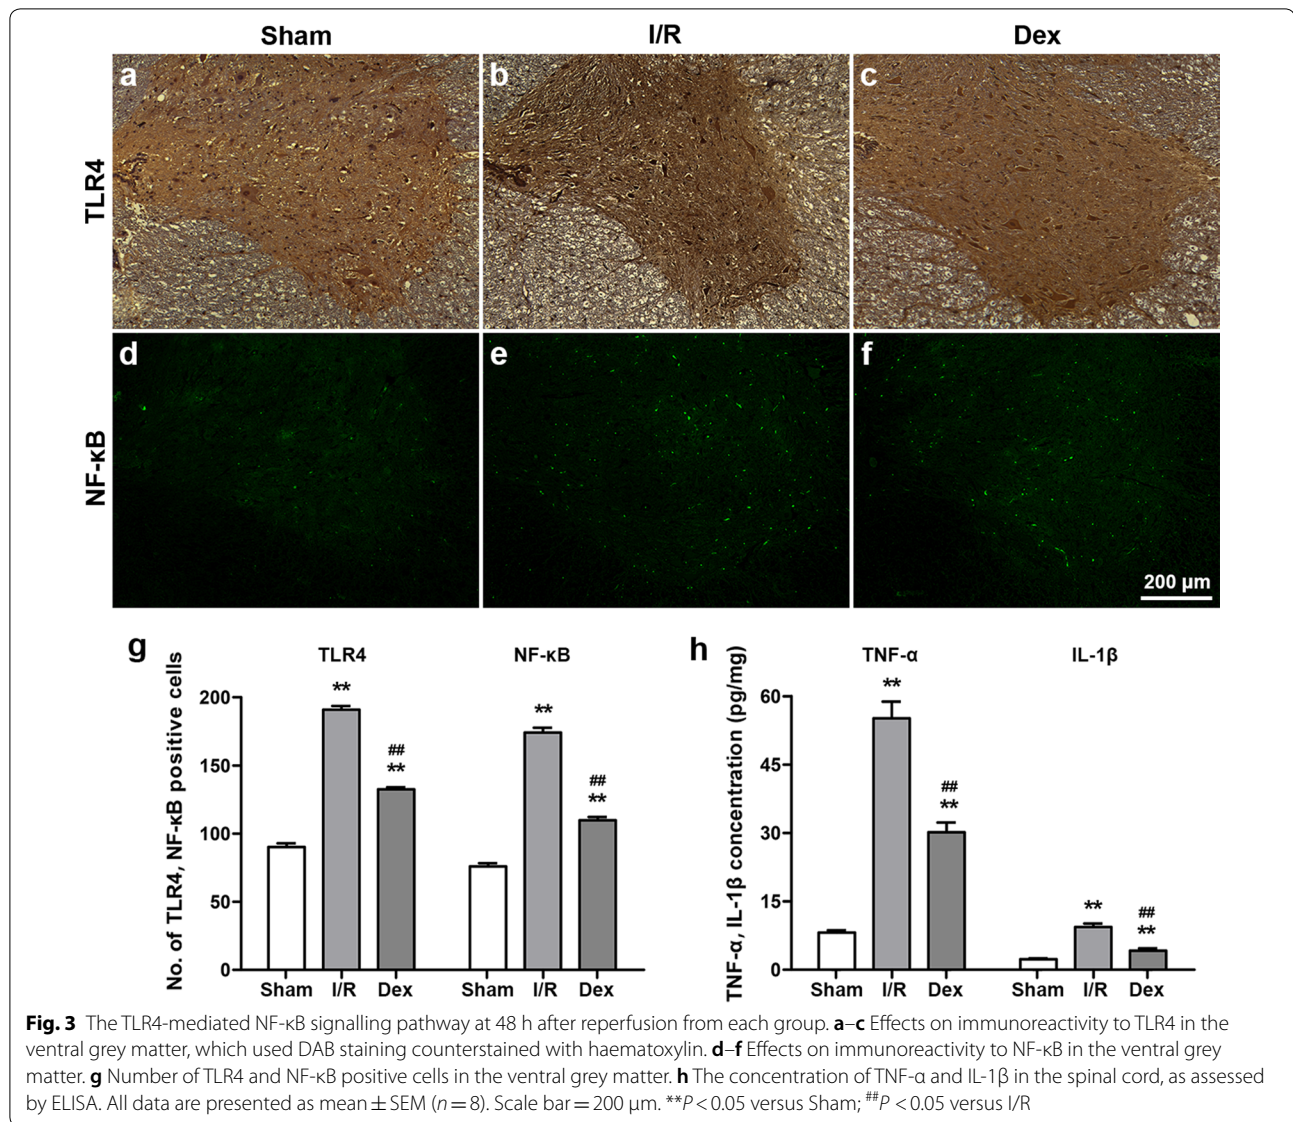 Sham I/R Dex
a b c
TLR4
d e f
NF-κB
200 µm
g
TLR4 NF-κB
No. of TLR4, NF-κB positive cells
200
150
100
50
0
** ## ** ** ## **
Sham I/R Dex Sham I/R Dex
h
TNF-α IL-1β
TNF-α, IL-1β concentration (pg/mg)
60
45
30
15
0
** ## ** ** ## **
Sham I/R Dex Sham I/R Dex
Fig. 3 The TLR4-mediated NF-κB signalling pathway at 48 h after reperfusion from each group. a–c Effects on immunoreactivity to TLR4 in the
ventral grey matter, which used DAB staining counterstained with haematoxylin. d–f Effects on immunoreactivity to NF-κB in the ventral grey
matter. g Number of TLR4 and NF-κB positive cells in the ventral grey matter. h The concentration of TNF-α and IL-1β in the spinal cord, as assessed
by ELISA. All data are presented as mean ± SEM (n = 8). Scale bar = 200 µm. **P < 0.05 versus Sham; ##P < 0.05 versus I/R